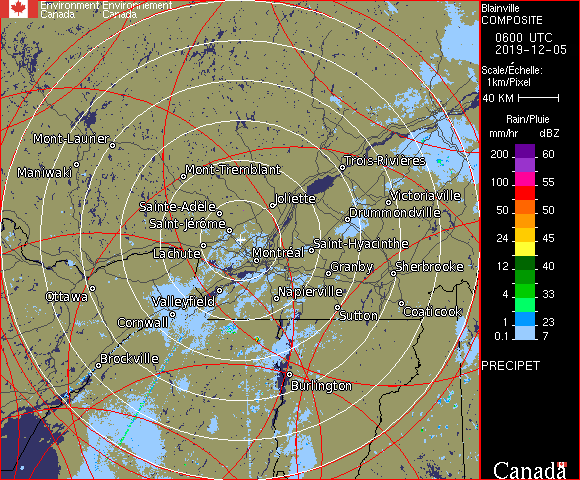 Environment Environnement
Canada Canada
Blainville
COMPOSITE
0600 UTC
2019-12-05
Scale/Échelle:
1km/Pixel
40 KM
Rain/Pluie
mm/hr dBZ
200 60
100 55
50 50
24 45
12 40
4 33
1 23
0.1 7
PRECIPET
Canada
Mont-Laurier
Maniwaki
Mont-Tremblant
Trois-Rivières
Joliette
Victoriaville
Sainte-Adèle
Drummondville
Saint-Jérôme
Saint-Hyacinthe
Lachute
Montréal
Granby
Sherbrooke
Ottawa
Valleyfield
Napierville
Coaticook
Cornwall
Sutton
Brockville
Burlington